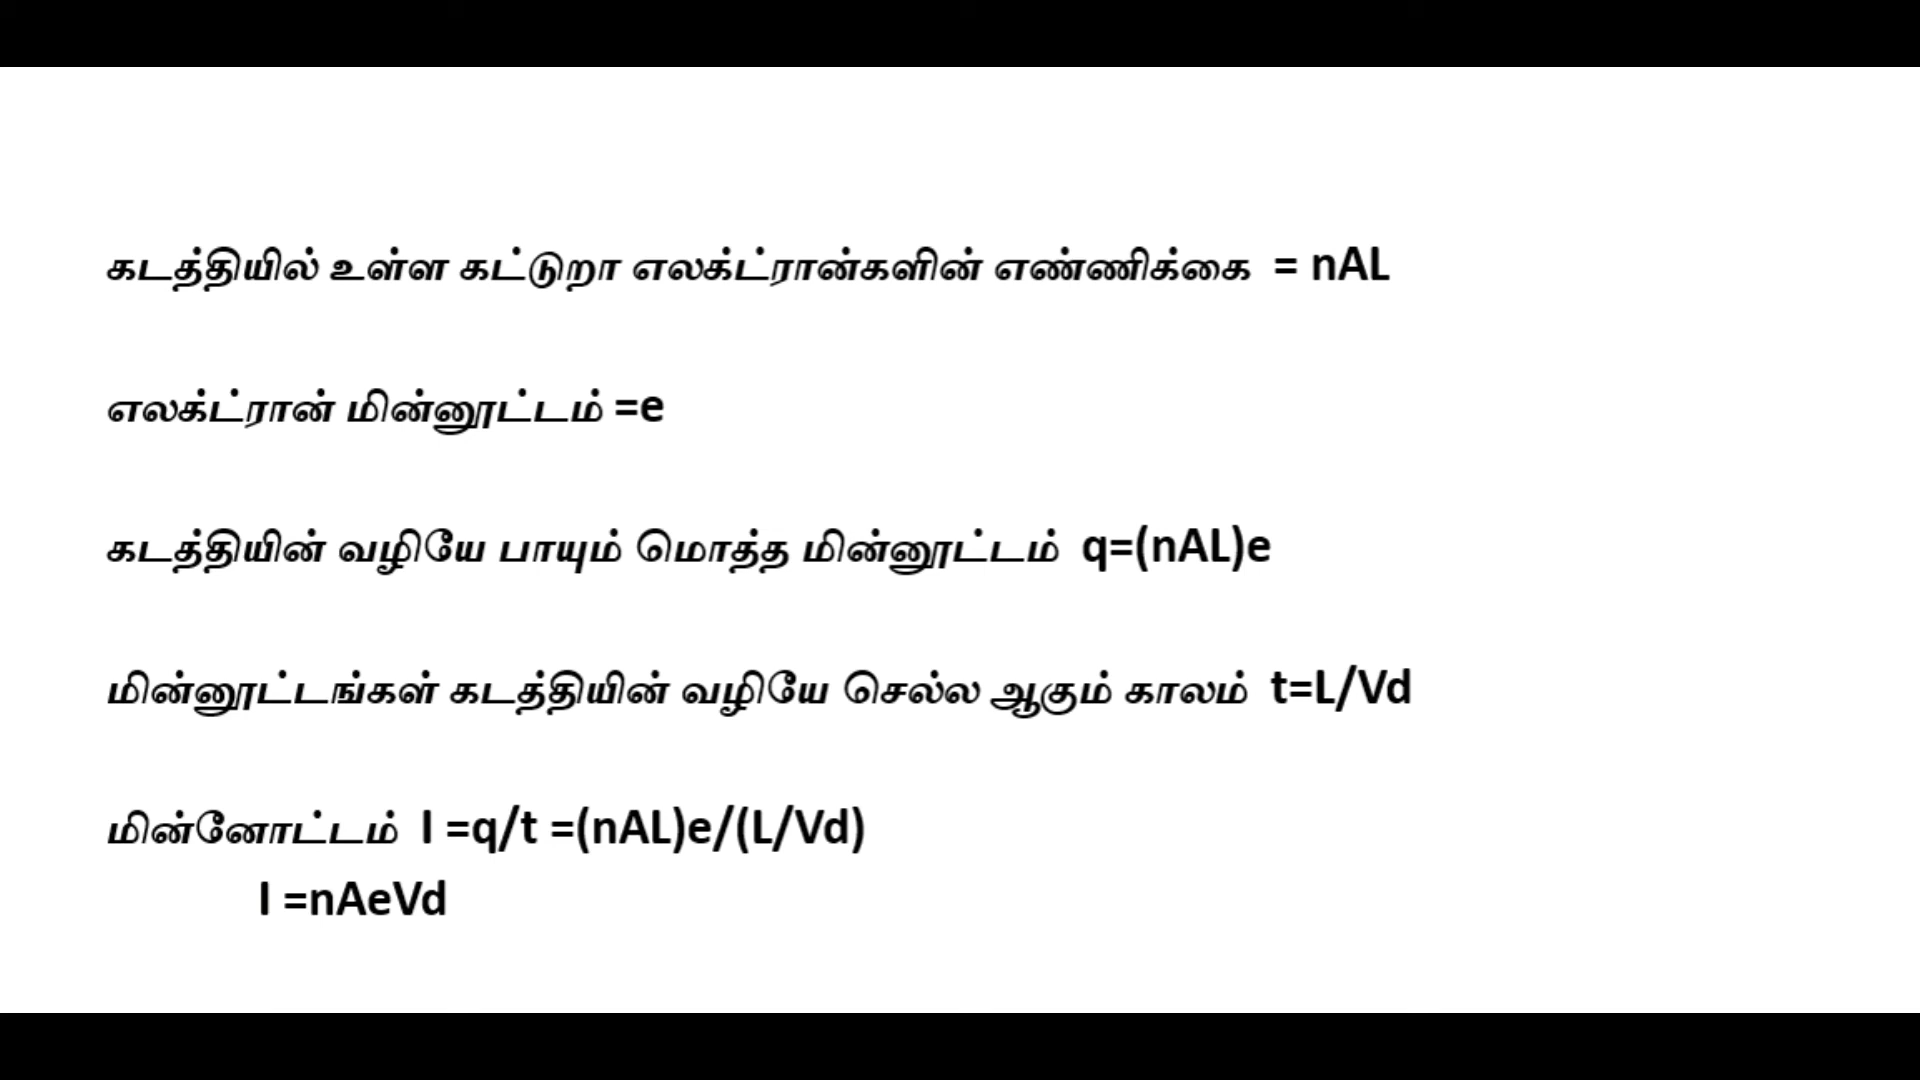 கடத்தியில் உள்ள கட்டுறா எலக்ட்ரான்களின் எண்ணிக்கை = nAL
எலக்ட்ரான் மின்னூட்டம் =e
கடத்தியின் வழியே பாயும் மொத்த மின்னூட்டம் q=(nAL)e
மின்னூட்டங்கள் கடத்தியின் வழியே செல்ல ஆகும் காலம் t=L/Vd
மின்னோட்டம் I =q/t =(nAL)e/(L/Vd)
I =nAeVd